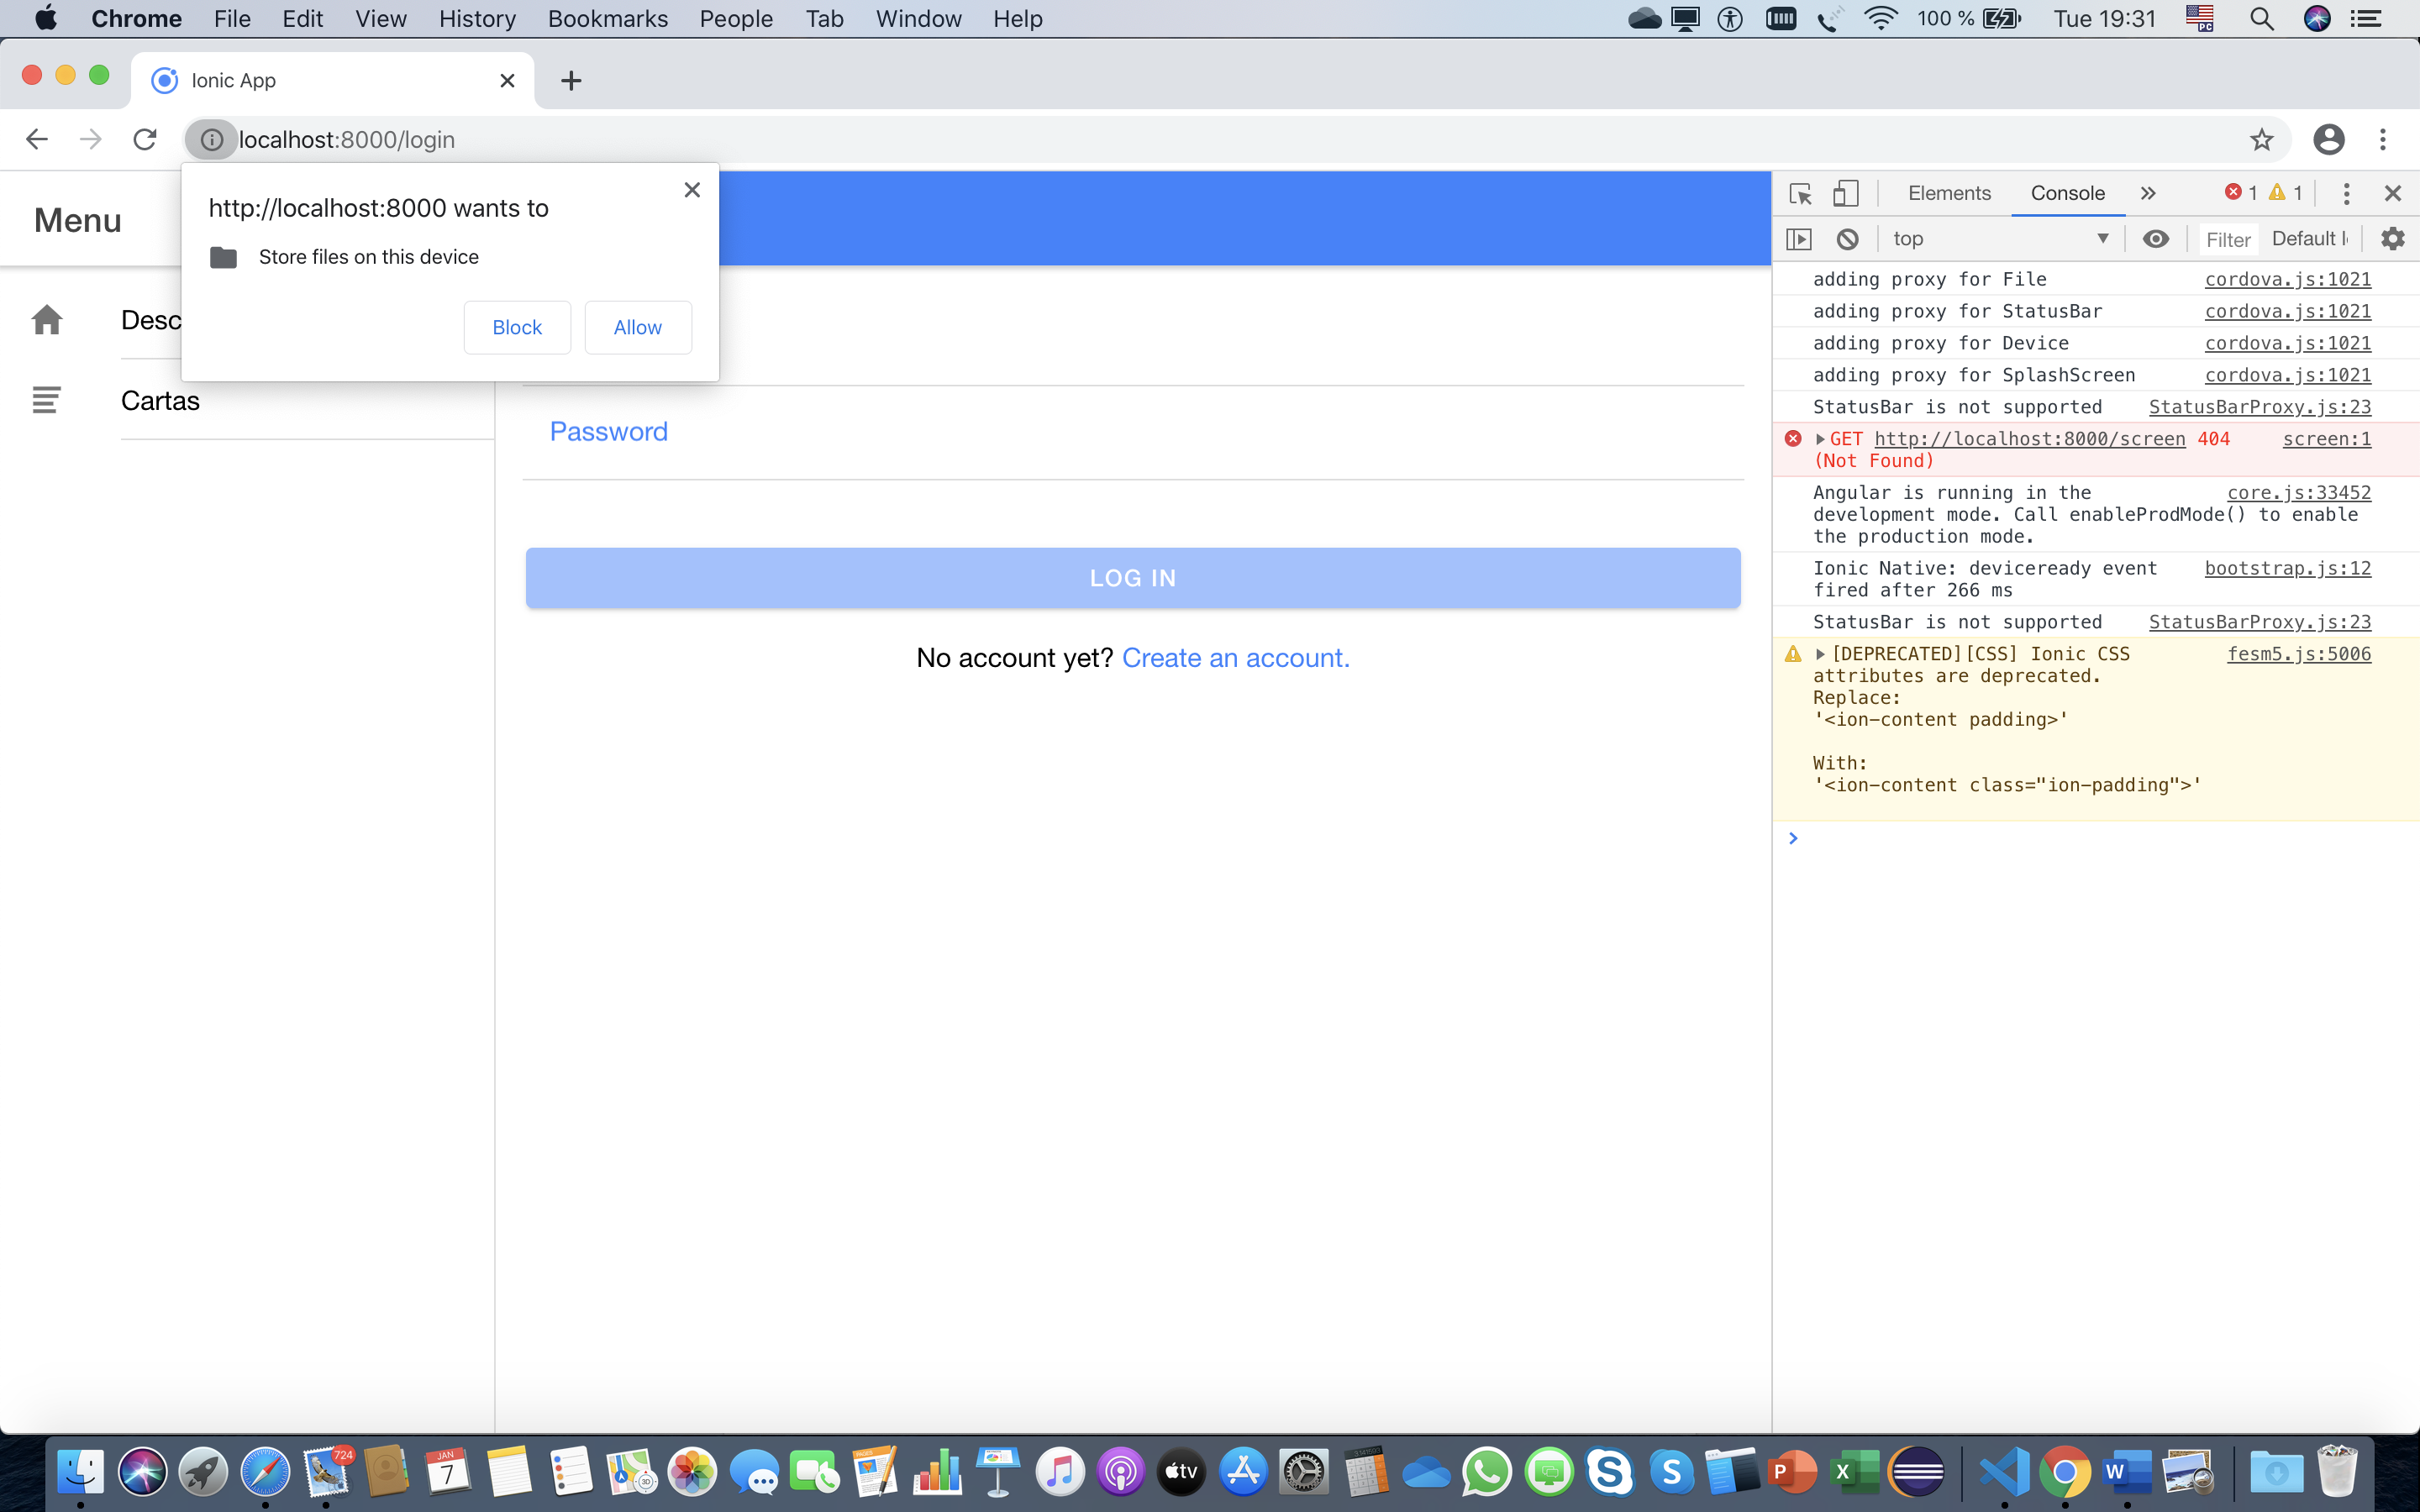 Chrome File Edit View History Bookmarks People Tab Window Help 100 % Tue 19:31
PC
Ionic App
localhost:8000/login
http://localhost:8000 wants to
Store files on this device
Block Allow
Menu
Desc
Cartas
Password
LOG IN
No account yet? Create an account.
Elements Console 1 1
top Filter Default l
adding proxy for File cordova.js:1021
adding proxy for StatusBar cordova.js:1021
adding proxy for Device cordova.js:1021
adding proxy for SplashScreen cordova.js:1021
StatusBar is not supported StatusBarProxy.js:23
GET http://localhost:8000/screen 404 screen:1
(Not Found)
Angular is running in the core.js:33452
development mode. Call enableProdMode() to enable
the production mode.
Ionic Native: deviceready event bootstrap.js:12
fired after 266 ms
StatusBar is not supported StatusBarProxy.js:23
[DEPRECATED][CSS] Ionic CSS fesm5.js:5006
attributes are deprecated.
Replace:
'<ion-content padding>'
With:
'<ion-content class="ion-padding">'
724
JAN
7
3D
PAGES
tv
S
S
P
X
W